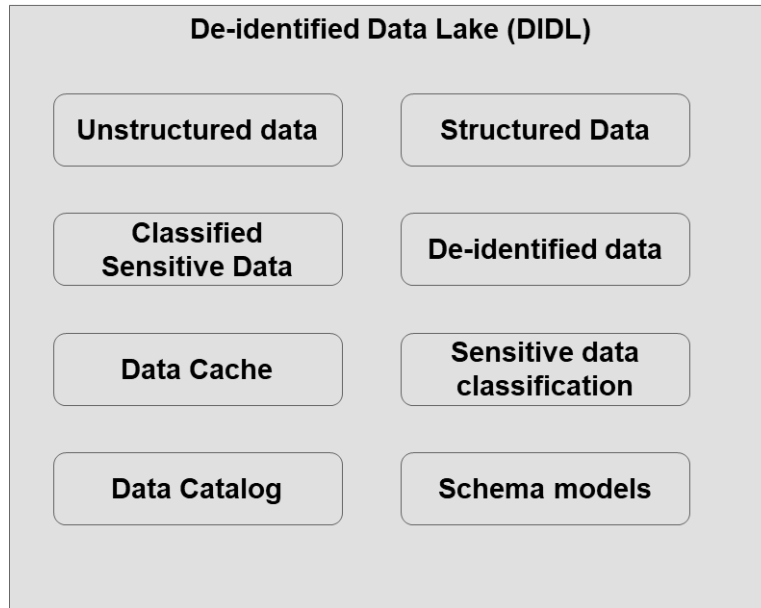 De-identified Data Lake (DIDL)
Unstructured data
Structured Data
Classified
Sensitive Data
De-identified data
Data Cache
Sensitive data
classification
Data Catalog
Schema models